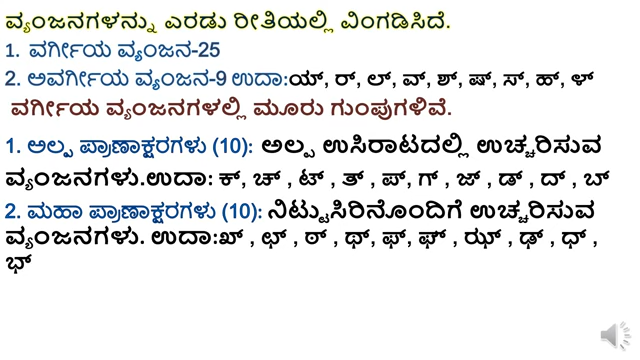 ವ್ಯಂಜನಗಳನ್ನು ಎರಡು ರೀತಿಯಲ್ಲಿ ವಿಂಗಡಿಸಿದೆ.
1. ವರ್ಗೀಯ ವ್ಯಂಜನ-25
2. ಅವರ್ಗೀಯ ವ್ಯಂಜನ-9 ಉದಾ:ಯ್, ರ್, ಲ್, ವ್, ಶ್, ಷ್, ಸ್, ಹ್, ಳ್
ವರ್ಗೀಯ ವ್ಯಂಜನಗಳಲ್ಲಿ ಮೂರು ಗುಂಪುಗಳಿವೆ.
1. ಅಲ್ಪ ಪ್ರಾಣಾಕ್ಷರಗಳು (10): ಅಲ್ಪ ಉಸಿರಾಟದಲ್ಲಿ ಉಚ್ಚರಿಸುವ
ವ್ಯಂಜನಗಳು.ಉದಾ: ಕ್, ಚ್ , ಟ್ , ತ್ , ಪ್, ಗ್ , ಜ್ , ಡ್ , ದ್ , ಬ್
2. ಮಹಾ ಪ್ರಾಣಾಕ್ಷರಗಳು (10): ನಿಟ್ಟುಸಿರಿನೊಂದಿಗೆ ಉಚ್ಚರಿಸುವ
ವ್ಯಂಜನಗಳು. ಉದಾ:ಖ್ , ಛ್ , ಠ್ , ಥ್, ಫ್, ಘ್ , ಝ್ , ಢ್ , ಧ್ ,
ಭ್